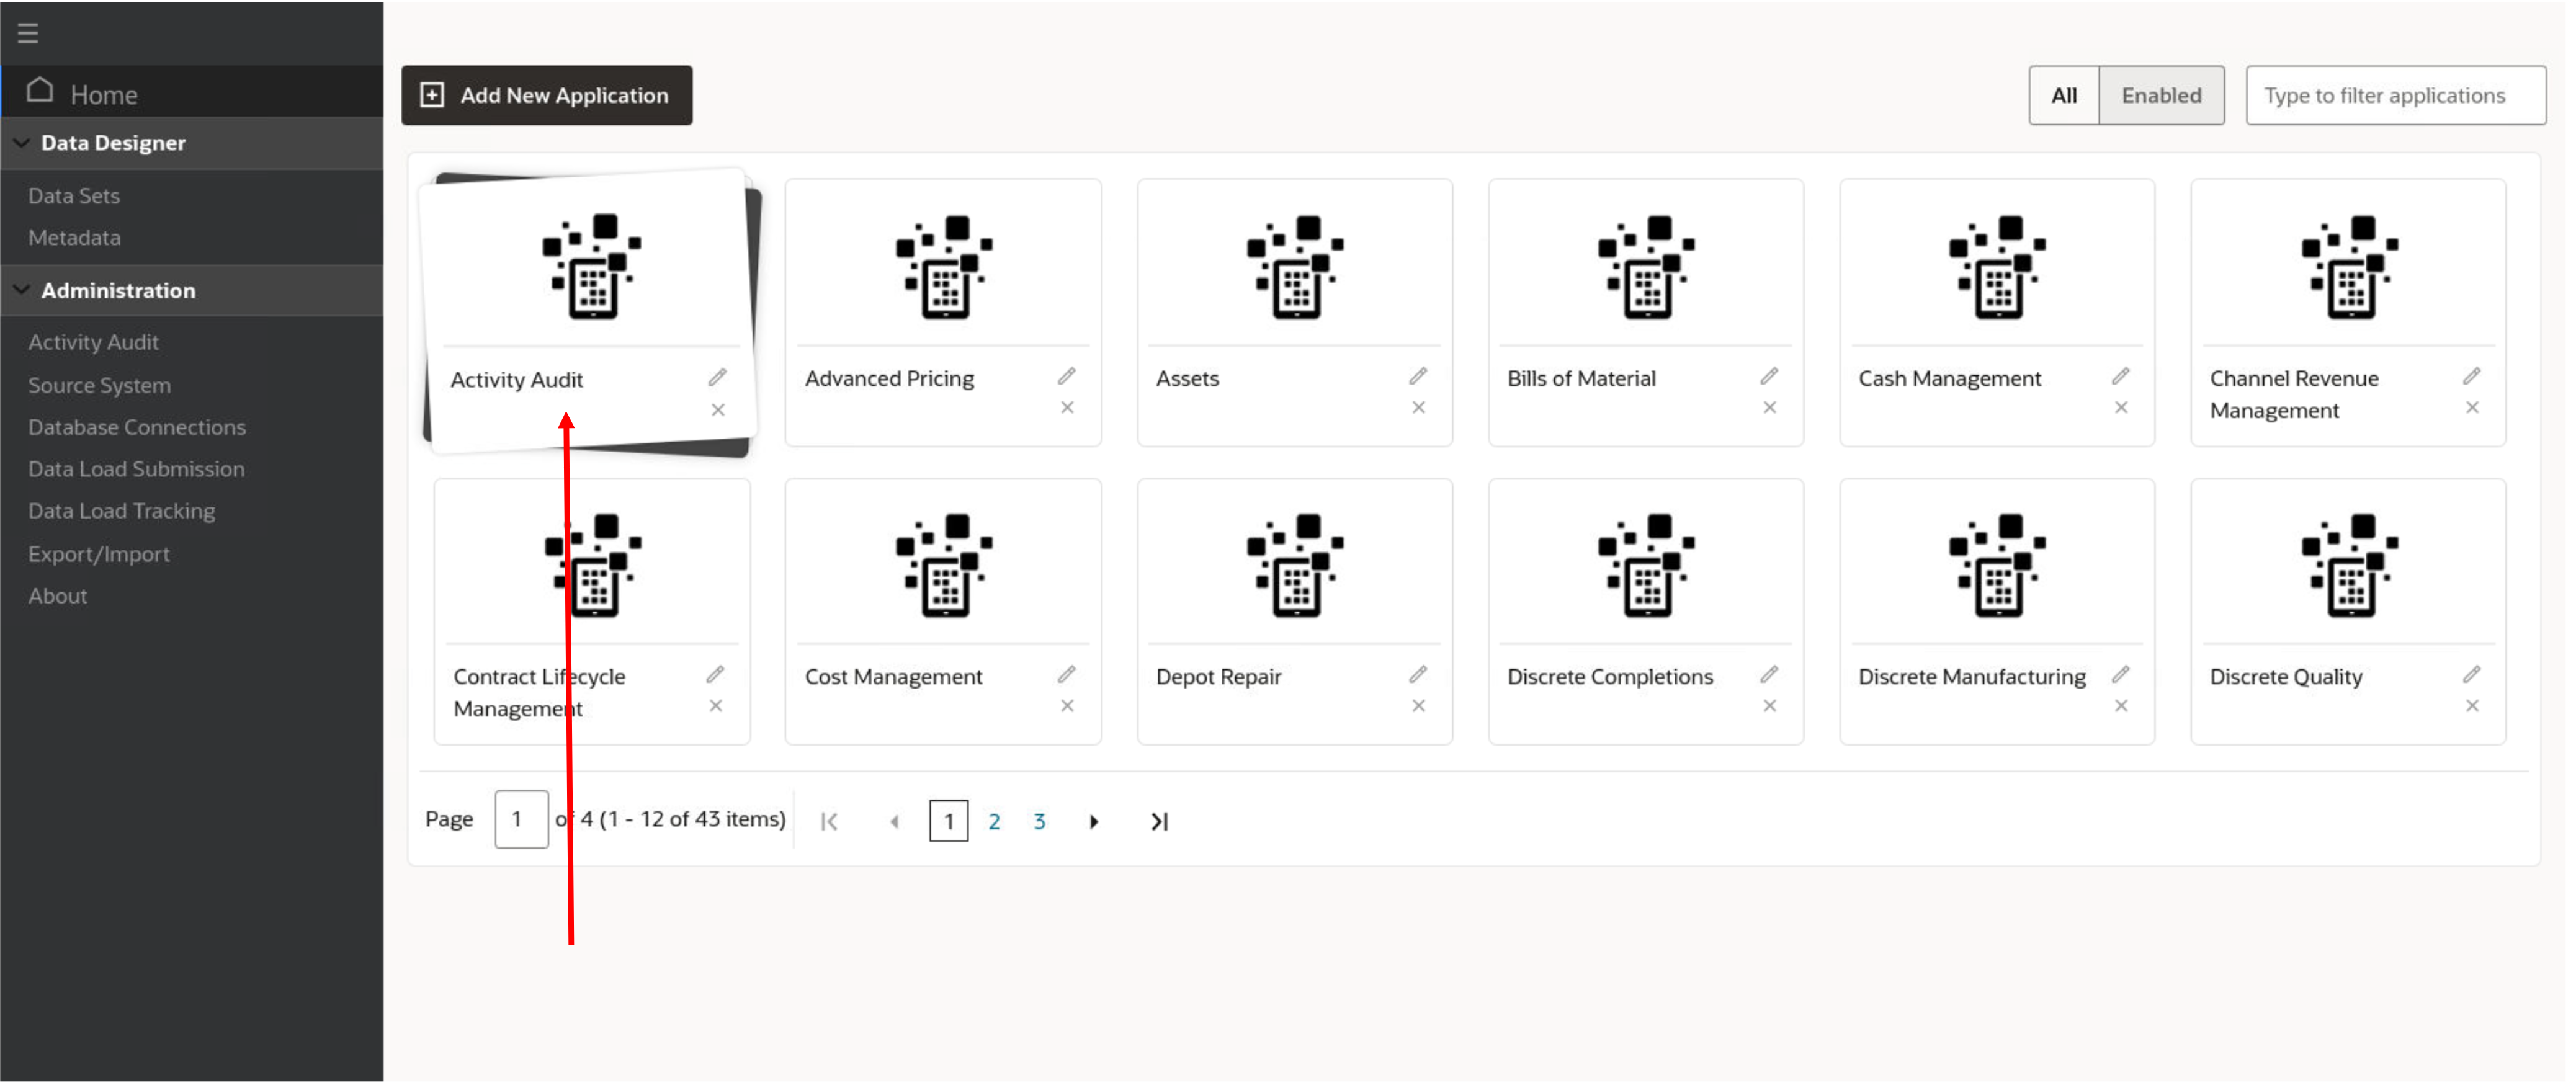 Home
Data Designer
Data Sets
Metadata
Administration
Activity Audit
Source System
Database Connections
Data Load Submission
Data Load Tracking
Export/Import
About
Add New Application
All Enabled
Type to filter applications
Activity Audit
Advanced Pricing
Assets
Bills of Material
Cash Management
Channel Revenue
Management
Contract Lifecycle
Management
Cost Management
Depot Repair
Discrete Completions
Discrete Manufacturing
Discrete Quality
Page 1 of 4 (1 - 12 of 43 items) 1 2 3